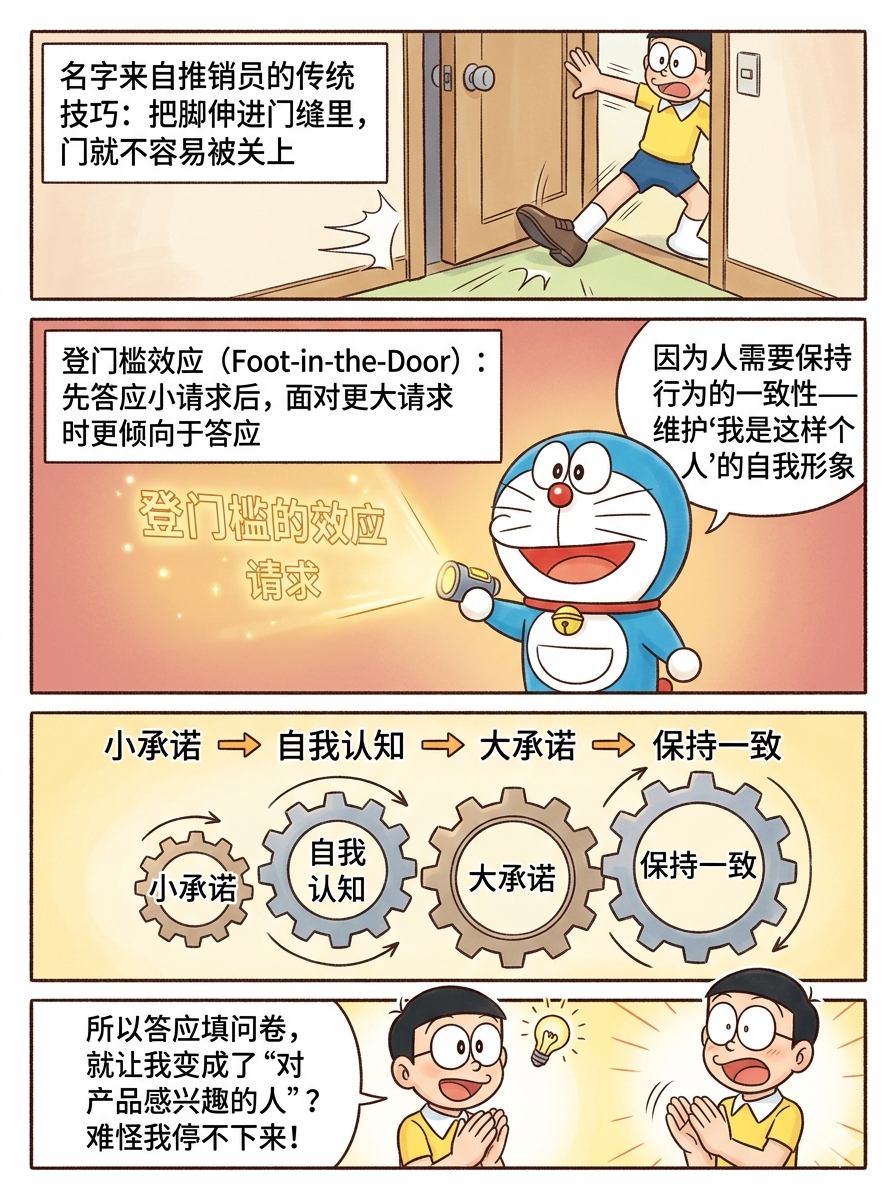 名字来自推销员的传统
技巧：把脚伸进门缝里，
门就不容易被关上
登门槛效应（Foot-in-the-Door）：
先答应小请求后，面对更大请求
时更倾向于答应
因为人需要保持
行为的一致性——
维护‘我是这样个
人’的自我形象
登门槛的效应
请求
小承诺 → 自我认知 → 大承诺 → 保持一致
小承诺
自我
认知
大承诺
保持一致
所以答应填问卷，
就让我变成了“对
产品感兴趣的人”？
难怪我停不下来！